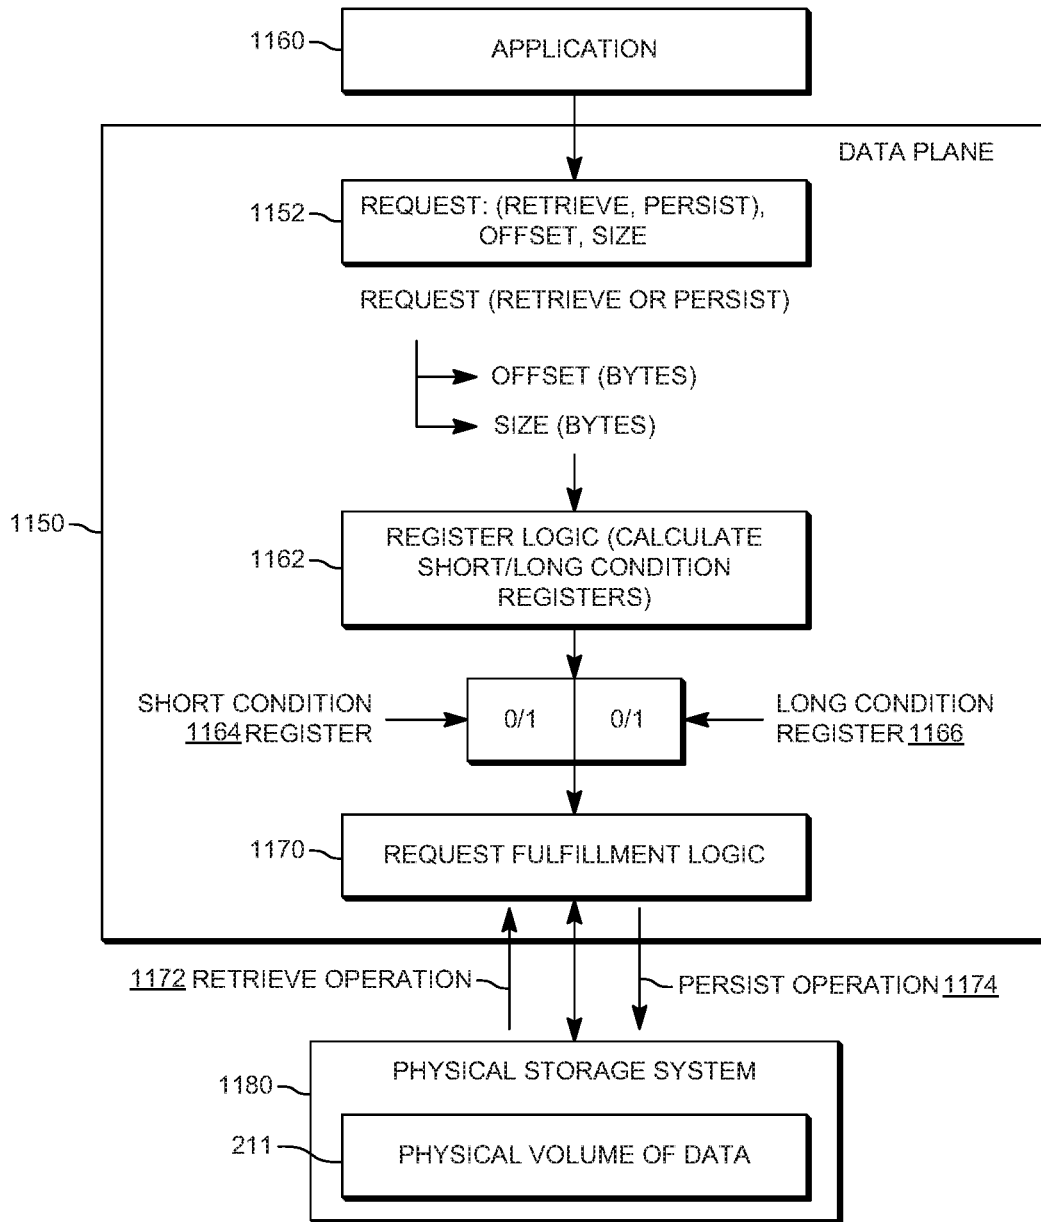 1160
APPLICATION
DATA PLANE
1152
REQUEST: (RETRIEVE, PERSIST),
OFFSET, SIZE
REQUEST (RETRIEVE OR PERSIST)
OFFSET (BYTES)
SIZE (BYTES)
1150
1162
REGISTER LOGIC (CALCULATE
SHORT/LONG CONDITION
REGISTERS)
SHORT CONDITION
1164 REGISTER
0/1
0/1
LONG CONDITION
REGISTER 1166
1170
REQUEST FULFILLMENT LOGIC
1172 RETRIEVE OPERATION
PERSIST OPERATION 1174
1180
PHYSICAL STORAGE SYSTEM
211
PHYSICAL VOLUME OF DATA